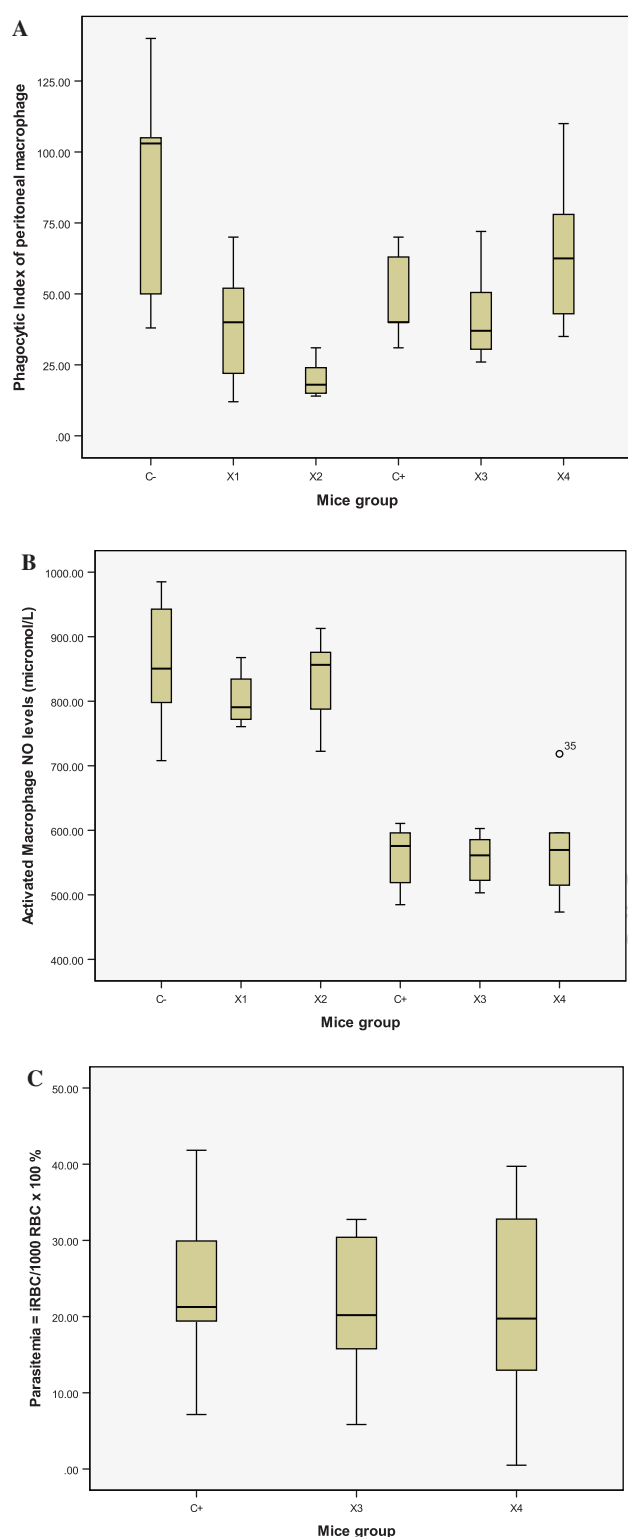 A
Phagocytic Index of peritoneal macrophage
125.00
100.00
75.00
50.00
25.00
.00
C- X1 X2 C+ X3 X4
Mice group
B
Activated Macrophage NO levels (micromol/L)
1000.00
900.00
800.00
700.00
600.00
500.00
400.00
35
C- X1 X2 C+ X3 X4
Mice group
C
Parasitemia = iRBC/1000 RBC x 100 %
50.00
40.00
30.00
20.00
10.00
.00
C+ X3 X4
Mice group